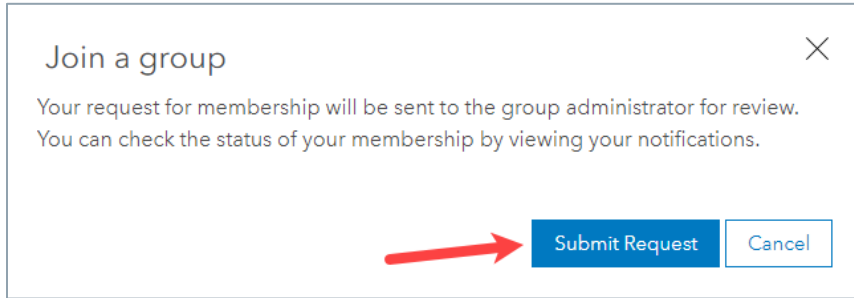 Join a group
Your request for membership will be sent to the group administrator for review.
You can check the status of your membership by viewing your notifications.
Submit Request
Cancel